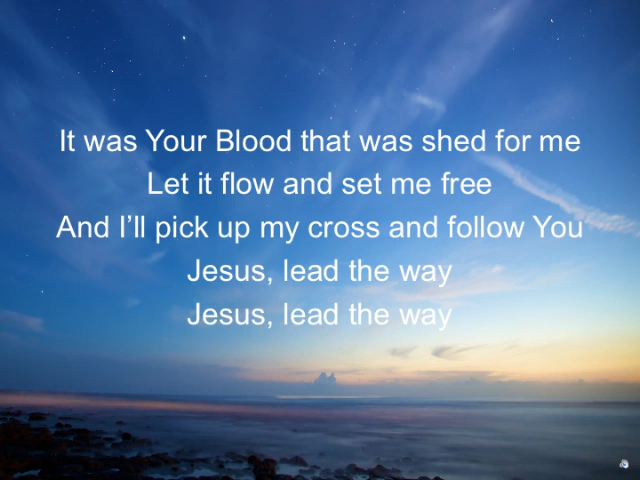 It was Your Blood that was shed for me
Let it flow and set me free
And I’ll pick up my cross and follow You
Jesus, lead the way
Jesus, lead the way